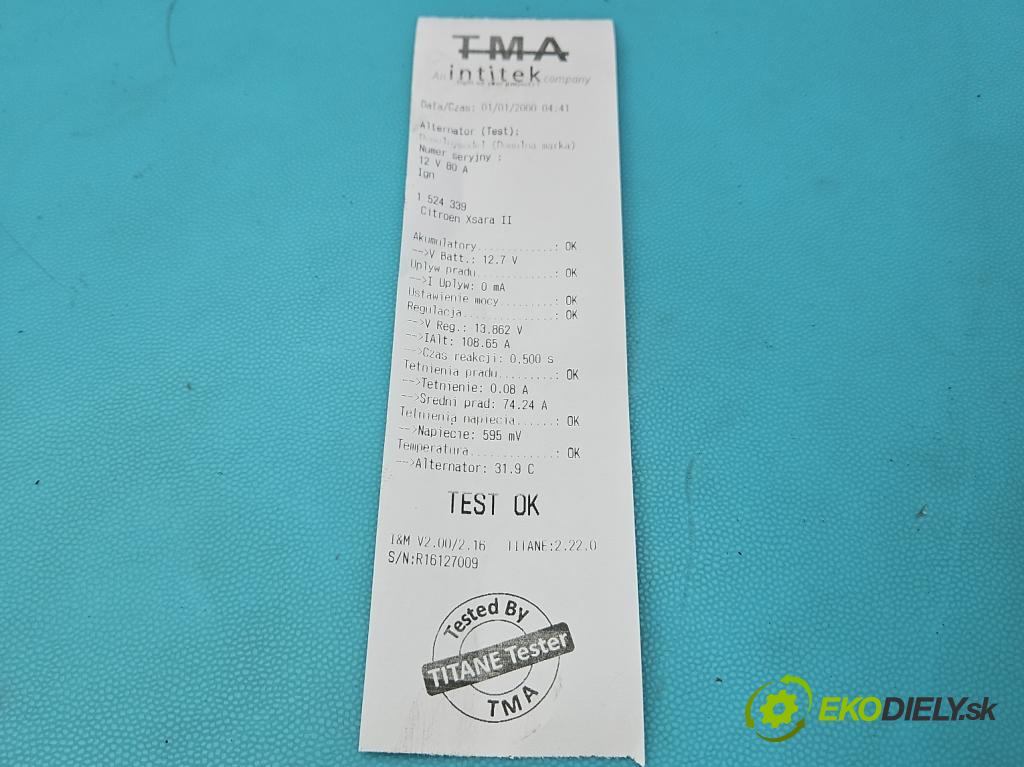 TMA
An intitek company
Data/Czas: 01/01/2000 04:41
Alternator (Test):
(Domulna marka)
Numer seryjny :
12 V 80 A
Ign
1 524 339
Citroen Xsara II
Akumulatory...........: OK
-->V Batt.: 12.7 V
Uplyw pradu...........: OK
-->I Uplyw: 0 mA
Ustawienie mocy........: OK
Regulacja.............: OK
-->V Reg.: 13.862 V
-->IAlt: 108.65 A
-->Czas reakcji: 0.500 s
Tetnienia pradu.........: OK
-->Tetnienie: 0.08 A
-->Sredni prad: 74.24 A
Tetnienia napiecia......: OK
-->Napiecie: 595 mV
Temperatura.............: OK
-->Alternator: 31.9 C
TEST OK
I&M V2.00/2.16 TITANE:2.22.0
S/N:R16127009
Tested By
TITANE Tester
TMA
EKODIELY.sk